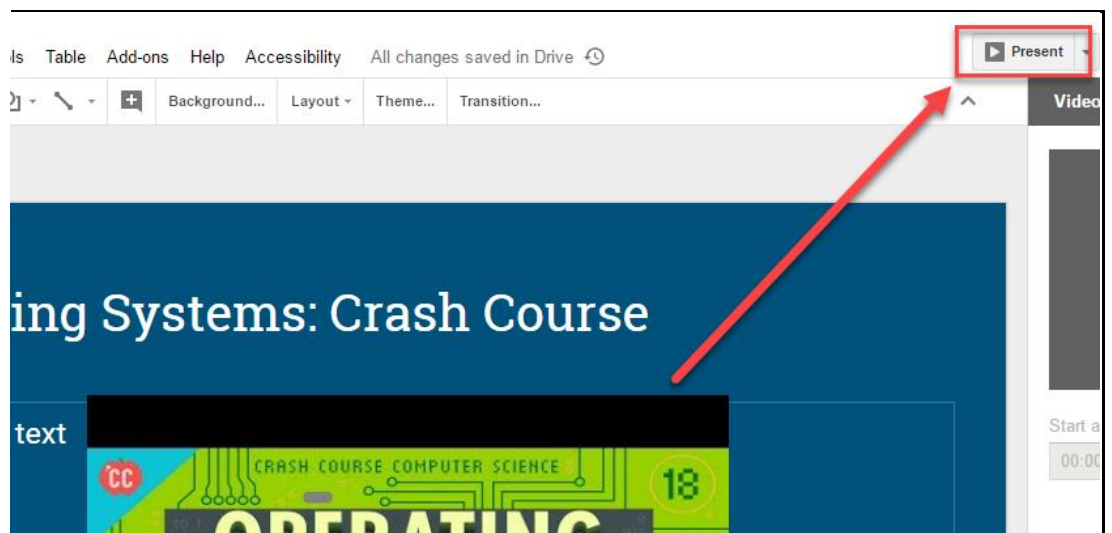 Table Add-ons Help Accessibility All changes saved in Drive
Present
Background... Layout Theme... Transition...
Video
ing Systems: Crash Course
text
CC
CRASH COURSE COMPUTER SCIENCE
18
OPERATING
Start a
00:00